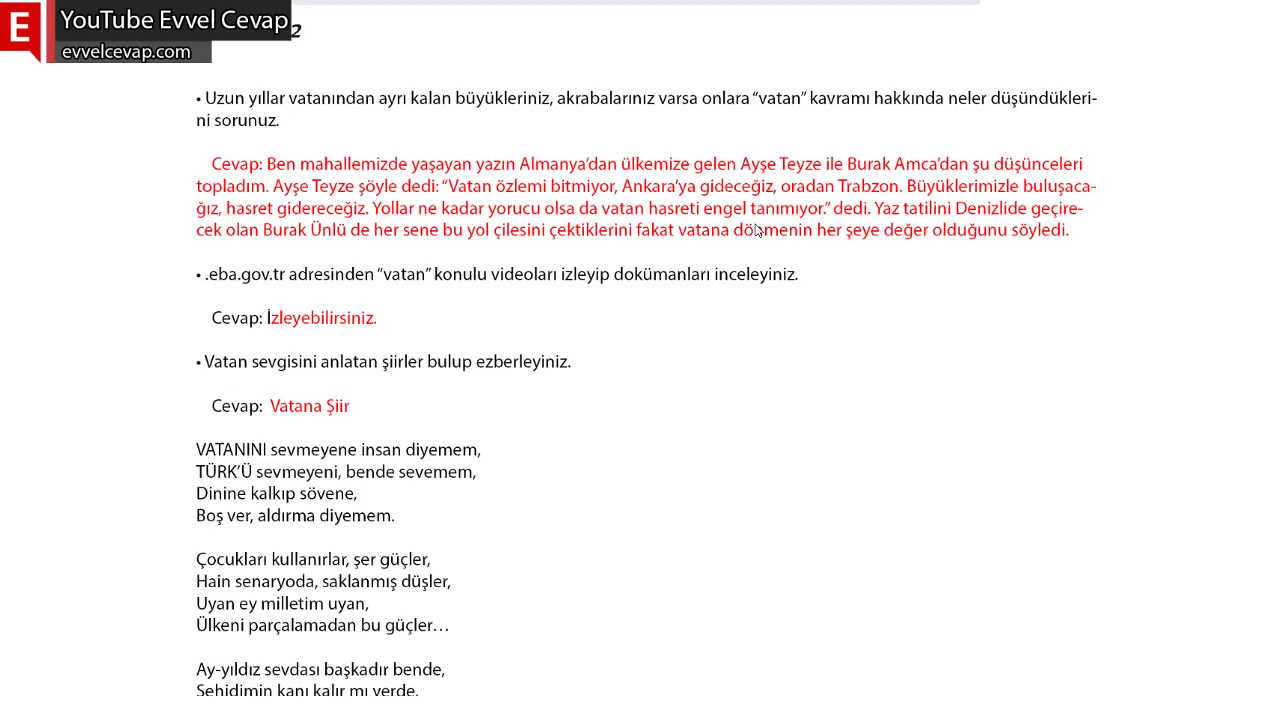 YouTube Evvel Cevap
evvelcevap.com
2
• Uzun yıllar vatanından ayrı kalan büyükleriniz, akrabalarınız varsa onlara “vatan” kavramı hakkında neler düşündükleri-
ni sorunuz.
Cevap: Ben mahallemizde yaşayan yazın Almanya’dan ülkemize gelen Ayşe Teyze ile Burak Amca’dan şu düşünceleri
topladım. Ayşe Teyze şöyle dedi: “Vatan özlemi bitmiyor, Ankara’ya gideceğiz, oradan Trabzon. Büyüklerimizle buluşaca-
ğız, hasret gidereceğiz. Yollar ne kadar yorucu olsa da vatan hasreti engel tanımıyor.” dedi. Yaz tatilini Denizlide geçire-
cek olan Burak Ünlü de her sene bu yol çilesini çektiklerini fakat vatana dönmenin her şeye değer olduğunu söyledi.
• .eba.gov.tr adresinden “vatan” konulu videoları izleyip dokümanları inceleyiniz.
Cevap: İzleyebilirsiniz.
• Vatan sevgisini anlatan şiirler bulup ezberleyiniz.
Cevap: Vatana Şiir
VATANINI sevmeyene insan diyemem,
TÜRK’Ü sevmeyeni, bende sevemem,
Dinine kalkıp sövene,
Boş ver, aldırma diyemem.
Çocukları kullanırlar, şer güçler,
Hain senaryoda, saklanmış düşler,
Uyan ey milletim uyan,
Ülkeni parçalamadan bu güçler…
Ay-yıldız sevdası başkadır bende,
Şehidimin kanı kalır mı yerde,